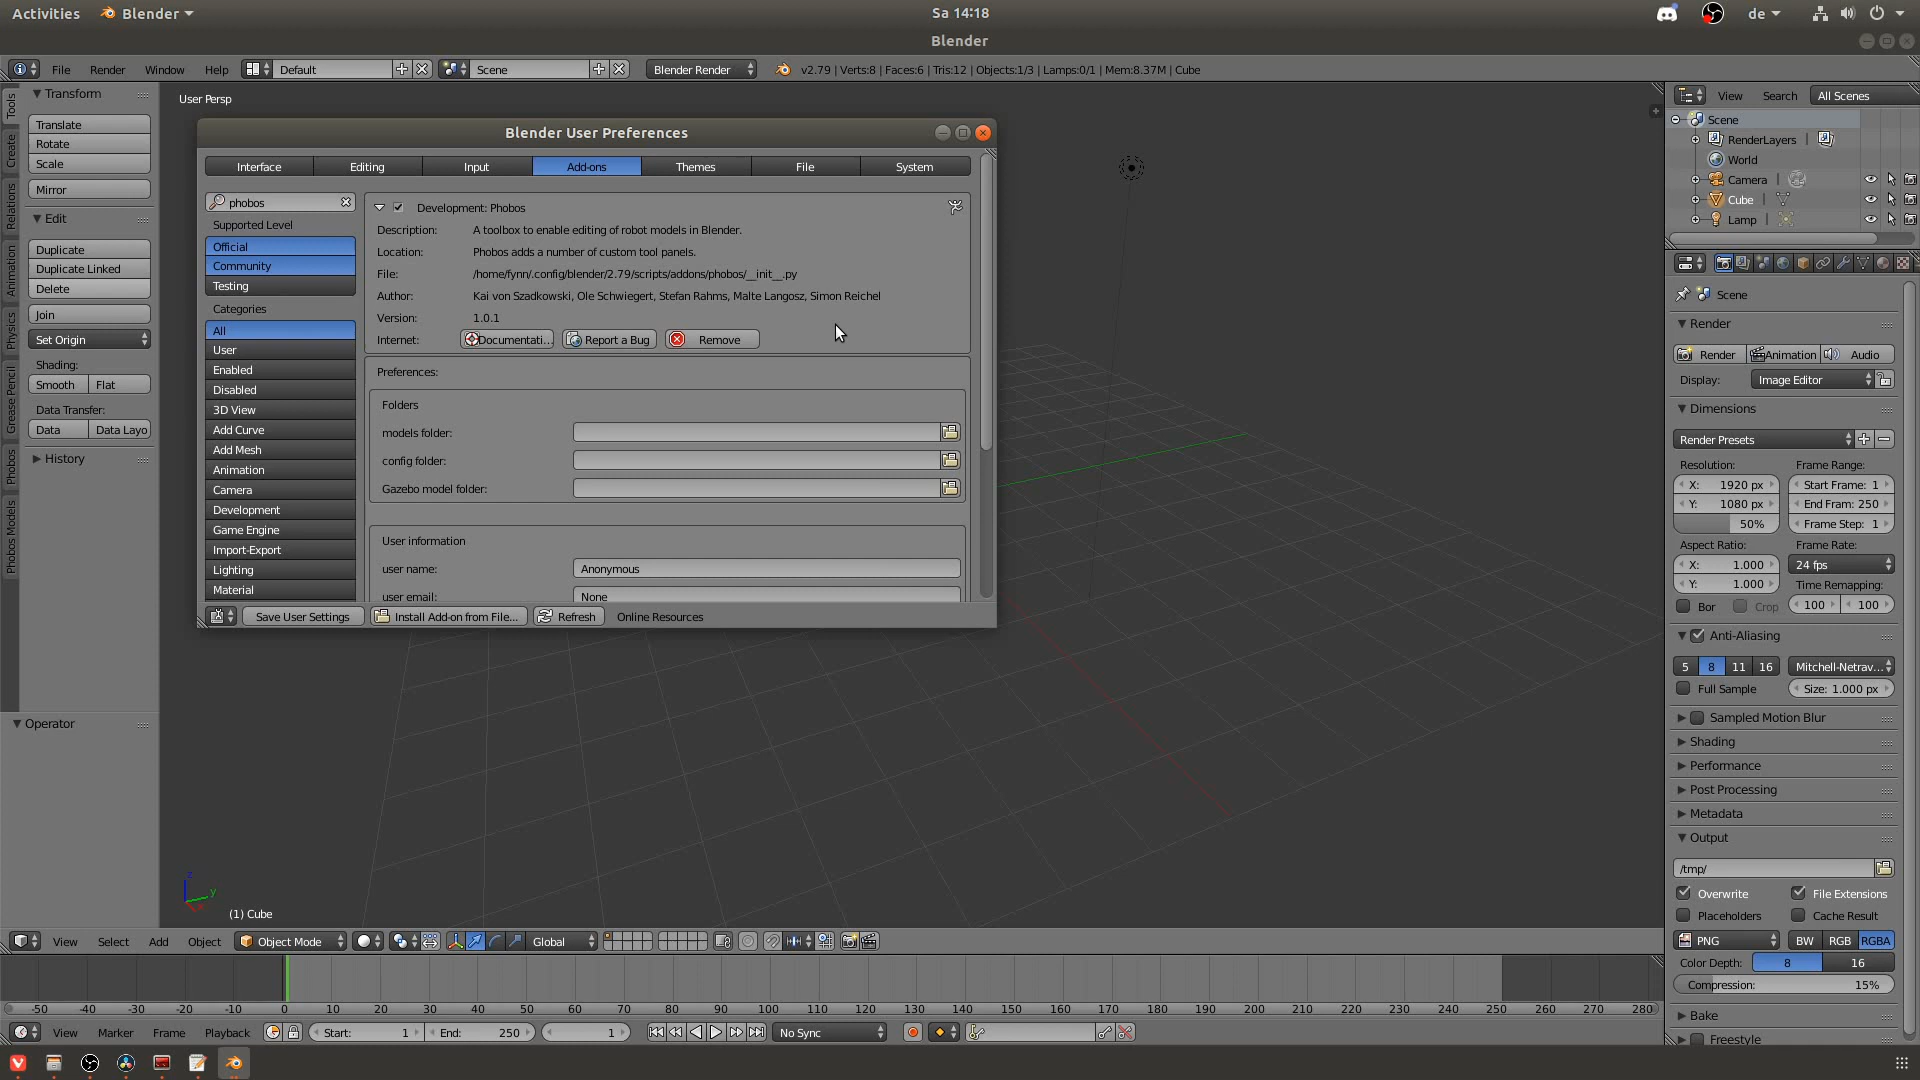 Activities Blender Sa 14:18 de
Blender
File Render Window Help Default Scene Blender Render v2.79 | Verts:8 | Faces:6 | Tris:12 | Objects:1/3 | Lamps:0/1 | Mem:8.37M | Cube
Tools
Create
Relations
Animation
Physics
Grease Pencil
Phobos
Phobos Models
Transform
Translate
Rotate
Scale
Mirror
Edit
Duplicate
Duplicate Linked
Delete
Join
Set Origin
Shading:
Smooth Flat
Data Transfer:
Data Data Layo
History
Operator
User Persp
Blender User Preferences
Interface Editing Input Add-ons Themes File System
phobos
Supported Level
Official
Community
Testing
Categories
All
User
Enabled
Disabled
3D View
Add Curve
Add Mesh
Animation
Camera
Development
Game Engine
Import-Export
Lighting
Material
Development: Phobos
Description: A toolbox to enable editing of robot models in Blender.
Location: Phobos adds a number of custom tool panels.
File: /home/fynn/.config/blender/2.79/scripts/addons/phobos/__init__.py
Author: Kai von Szadkowski, Ole Schwiegert, Stefan Rahms, Malte Langosz, Simon Reichel
Version: 1.0.1
Internet: Documentati... Report a Bug Remove
Preferences:
Folders
models folder:
config folder:
Gazebo model folder:
User information
user name: Anonymous
user email: None
Save User Settings Install Add-on from File... Refresh Online Resources
z
y
(1) Cube
View Select Add Object Object Mode Global
-50 -40 -30 -20 -10 0 10 20 30 40 50 60 70 80 90 100 110 120 130 140 150 160 170 180 190 200 210 220 230 240 250 260 270 280
View Marker Frame Playback Start: 1 End: 250 1 No Sync
View Search All Scenes
Scene
RenderLayers
World
Camera
Cube
Lamp
Scene
Render
Render Animation Audio
Display: Image Editor
Dimensions
Render Presets
Resolution: Frame Range:
X: 1920 px Start Frame: 1
Y: 1080 px End Fram: 250
50% Frame Step: 1
Aspect Ratio: Frame Rate:
X: 1.000 24 fps
Y: 1.000 Time Remapping:
Bor Crop 100 100
Anti-Aliasing
5 8 11 16 Mitchell-Netrav...
Full Sample Size: 1.000 px
Sampled Motion Blur
Shading
Performance
Post Processing
Metadata
Output
/tmp/
Overwrite File Extensions
Placeholders Cache Result
PNG BW RGB RGBA
Color Depth: 8 16
Compression: 15%
Bake
Freestyle